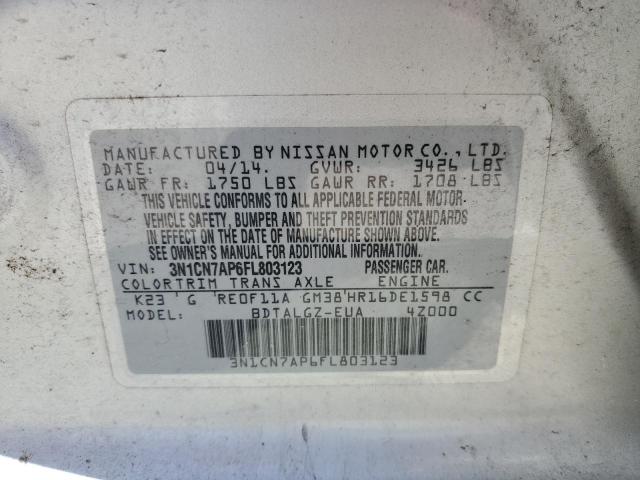 MANUFACTURED BY NISSAN MOTOR CO., LTD.
DATE: 04/14. GVWR: 3426 LBS
GAWR FR: 1750 LBS GAWR RR: 1708 LBS
THIS VEHICLE CONFORMS TO ALL APPLICABLE FEDERAL MOTOR
VEHICLE SAFETY, BUMPER AND THEFT PREVENTION STANDARDS
IN EFFECT ON THE DATE OF MANUFACTURE SHOWN ABOVE.
SEE OWNER'S MANUAL FOR ADDITIONAL INFORMATION.
VIN: 3N1CN7AP6FL803123 PASSENGER CAR.
COLOR TRIM TRANS AXLE ENGINE
K23 ' G 'RE0F11A GM38'HR16DE1598 CC
MODEL: BDTALGZ-EUA 4Z000
3N1CN7AP6FL803123